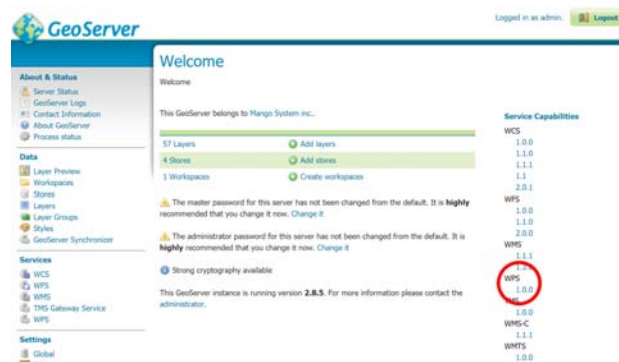 Logged in as admin.
Logout
GeoServer
About & Status
Server Status
GeoServer Logs
Contact Information
About GeoServer
Process status
Data
Layer Preview
Workspaces
Stores
Layers
Layer Groups
Styles
GeoServer Synchronizer
Services
WCS
WFS
WMS
TMS Gateway Service
WPS
Settings
Global
Welcome
Welcome
This GeoServer belongs to Mango System inc..
57 Layers
Add layers
4 Stores
Add stores
1 Workspaces
Create workspaces
The master password for this server has not been changed from the default. It is highly
recommended that you change it now. Change it
The administrator password for this server has not been changed from the default. It is
highly recommended that you change it now. Change it
Strong cryptography available
This GeoServer instance is running version 2.8.5. For more information please contact the
administrator.
Service Capabilities
WCS
1.0.0
1.1.0
1.1.1
1.1
2.0.1
WFS
1.0.0
1.1.0
2.0.0
WMS
1.1.1
WPS
1.0.0
1.0.0
WMS-C
1.1.1
WMTS
1.0.0